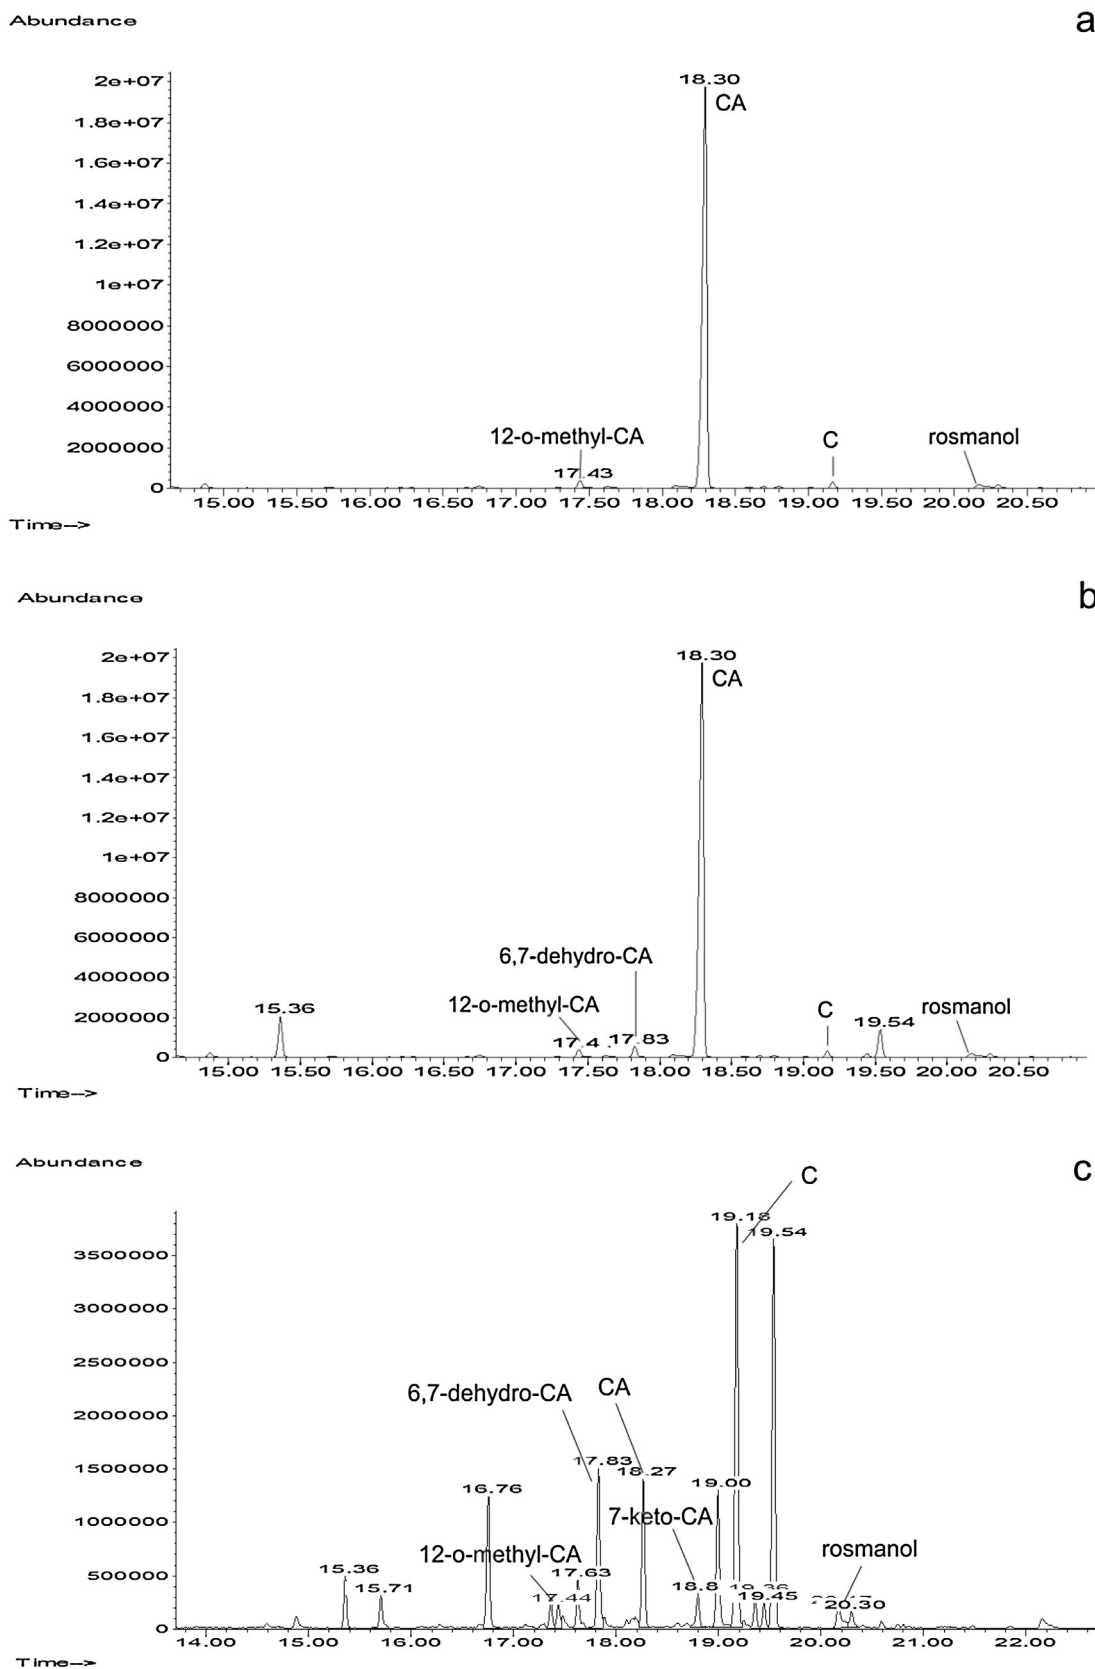 Abundance
a
2e+07
1.8e+07
1.6e+07
1.4e+07
1.2e+07
1e+07
8000000
6000000
4000000
2000000
0
18.30
CA
12-o-methyl-CA
17.43
C
rosmanol
15.00 15.50 16.00 16.50 17.00 17.50 18.00 18.50 19.00 19.50 20.00 20.50
Time-->
Abundance
b
2e+07
1.8e+07
1.6e+07
1.4e+07
1.2e+07
1e+07
8000000
6000000
4000000
2000000
0
18.30
CA
6,7-dehydro-CA
12-o-methyl-CA
C
rosmanol
15.36
17.83
19.54
15.00 15.50 16.00 16.50 17.00 17.50 18.00 18.50 19.00 19.50 20.00 20.50
Time-->
Abundance
c
C
19.18
19.54
3500000
3000000
2500000
2000000
1500000
1000000
500000
0
6,7-dehydro-CA
CA
17.83
18.27
16.76
19.00
7-keto-CA
12-o-methyl-CA
rosmanol
15.36
15.71
17.63
17.44
18.8
19.36
19.45
20.30
14.00 15.00 16.00 17.00 18.00 19.00 20.00 21.00 22.00
Time-->